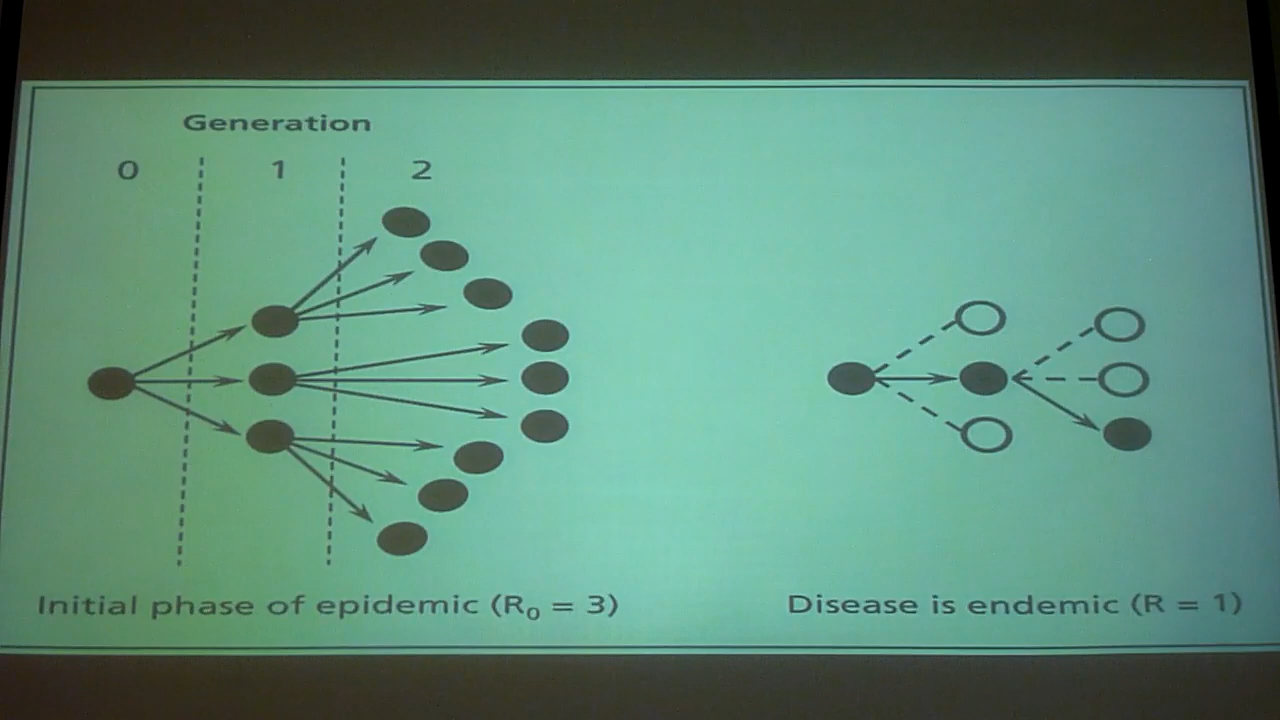 Generation
0 1 2
Initial phase of epidemic (R₀ = 3)
Disease is endemic (R = 1)